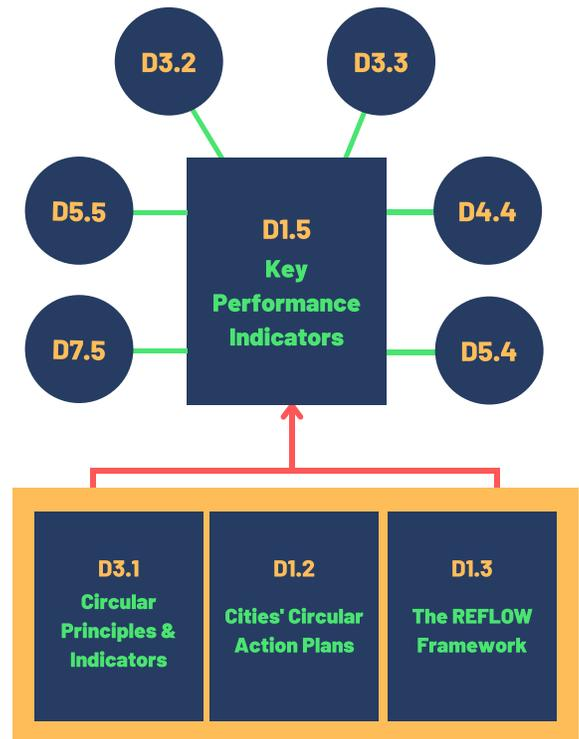 D3.2
D3.3
D5.5
D4.4
D7.5
D5.4
D1.5
Key
Performance
Indicators
D3.1
Circular
Principles &
Indicators
D1.2
Cities' Circular
Action Plans
D1.3
The REFLOW
Framework